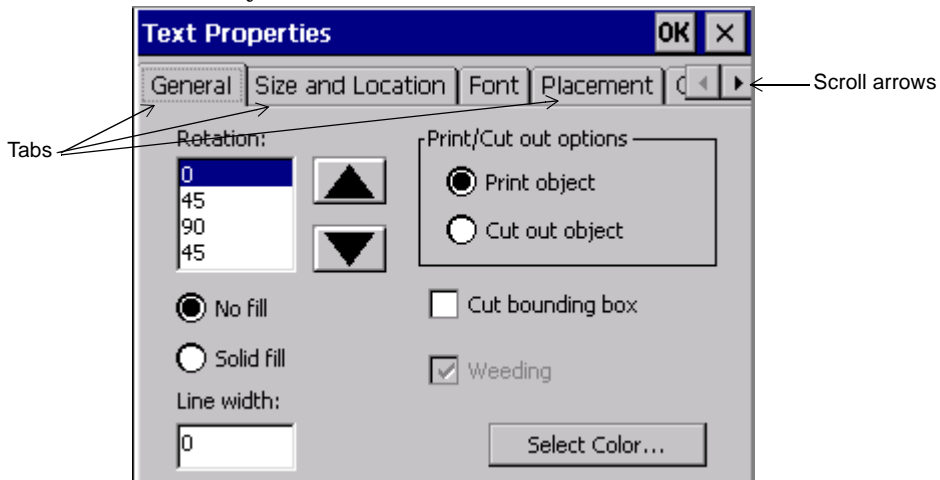 Text Properties OK ×
General Size and Location Font Placement
Scroll arrows
Tabs
Rotation:
0
45
90
45
Print/Cut out options
Print object
Cut out object
No fill
Solid fill
Cut bounding box
Weeding
Line width:
0
Select Color...